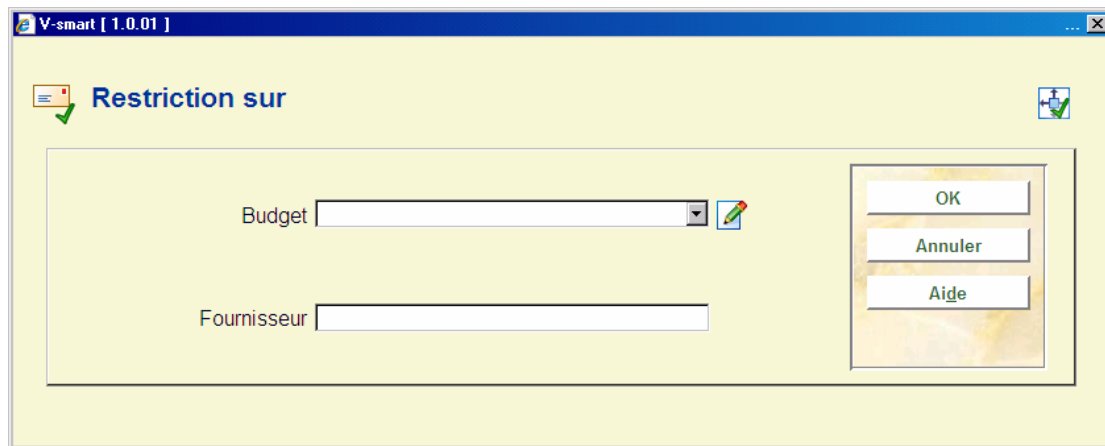 V-smart [ 1.0.01 ] ...
Restriction sur
Budget
Fournisseur
OK
Annuler
Aide